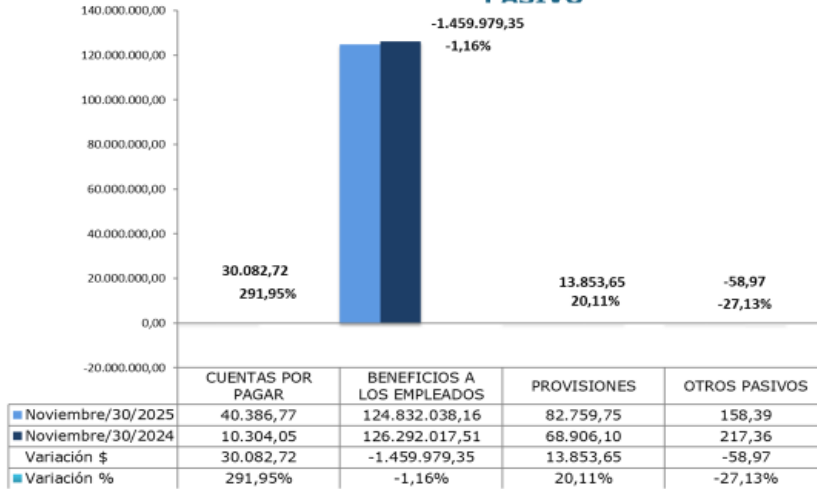 PASIVO
140.000.000,00
120.000.000,00
100.000.000,00
80.000.000,00
60.000.000,00
40.000.000,00
20.000.000,00
0,00
-20.000.000,00
-1.459.979,35
-1,16%
30.082,72
291,95%
13.853,65
20,11%
-58,97
-27,13%
CUENTAS POR PAGAR BENEFICIOS A LOS EMPLEADOS PROVISIONES OTROS PASIVOS
Noviembre/30/2025 40.386,77 124.832.038,16 82.759,75 158,39
Noviembre/30/2024 10.304,05 126.292.017,51 68.906,10 217,36
Variación $ 30.082,72 -1.459.979,35 13.853,65 -58,97
Variación % 291,95% -1,16% 20,11% -27,13%